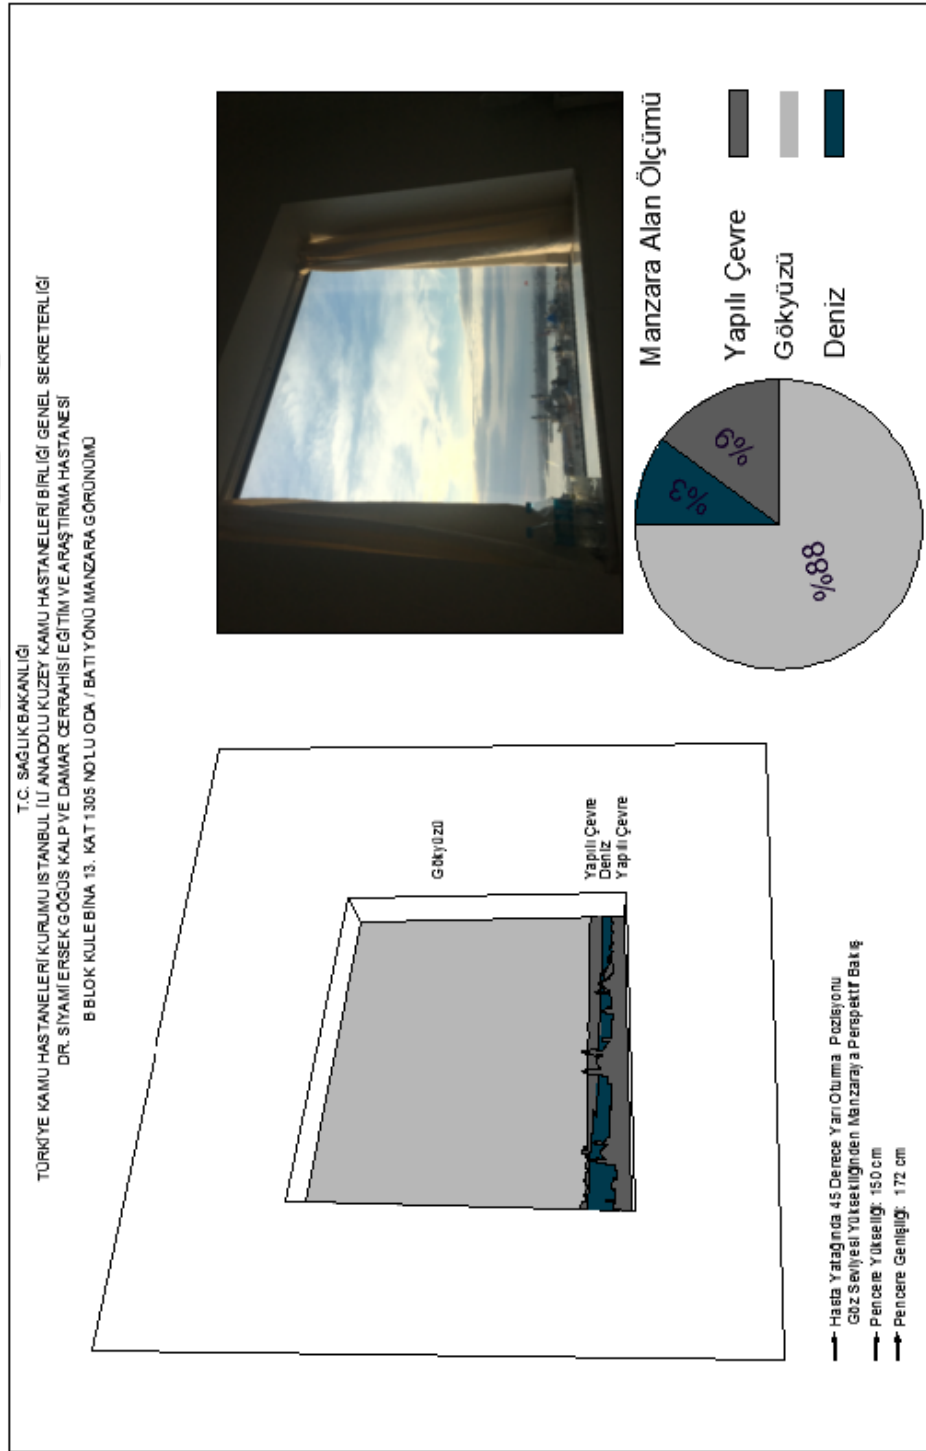 T.C. SAĞLIK BAKANLIĞI
TÜRKİYE KAMU HASTANELERİ KURUMU İSTANBUL İLİ ANADOLU KUZEY KAMU HASTANELERİ BİRLİĞİ GENEL SEKRETERLİĞİ
DR. SİYAMİ ERSEK GÖĞÜS KALP VE DAMAR CERRAHİSİ EĞİTİM VE ARAŞTIRMA HASTANESİ
B BLOK KULE BİNA 13. KAT 1305 NO'LU ODA / BATI YÖNÜ MANZARA GÖRÜNÜMÜ
Gökyüzü
Yapılı Çevre
Deniz
Yapılı Çevre
Hasta Yatağında 45 Derece Yarı Oturma Pozisyonu
Göz Seviyesi Yüksekliğinden Manzaraya Perspektif Bakış
Pencere Yüksekliği: 150 cm
Pencere Genişliği: 172 cm
Manzara Alan Ölçümü
%3
%9
%88
Yapılı Çevre
Gökyüzü
Deniz